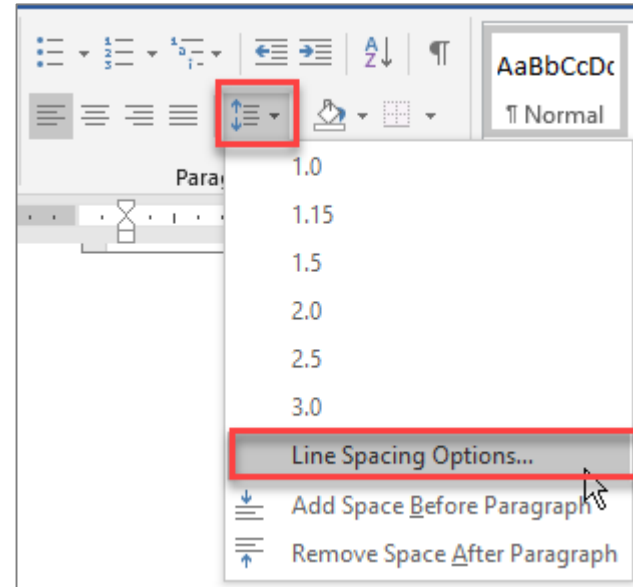 AaBbCcDc
¶ Normal
Para
1.0
1.15
1.5
2.0
2.5
3.0
Line Spacing Options...
Add Space Before Paragraph
Remove Space After Paragraph